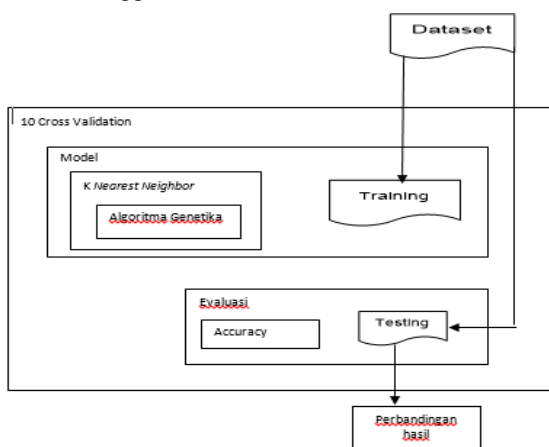 Dataset
10 Cross Validation
Model
K Nearest Neighbor
Algoritma Genetika
Training
Evaluasi
Accuracy
Testing
Perbandingan
hasil